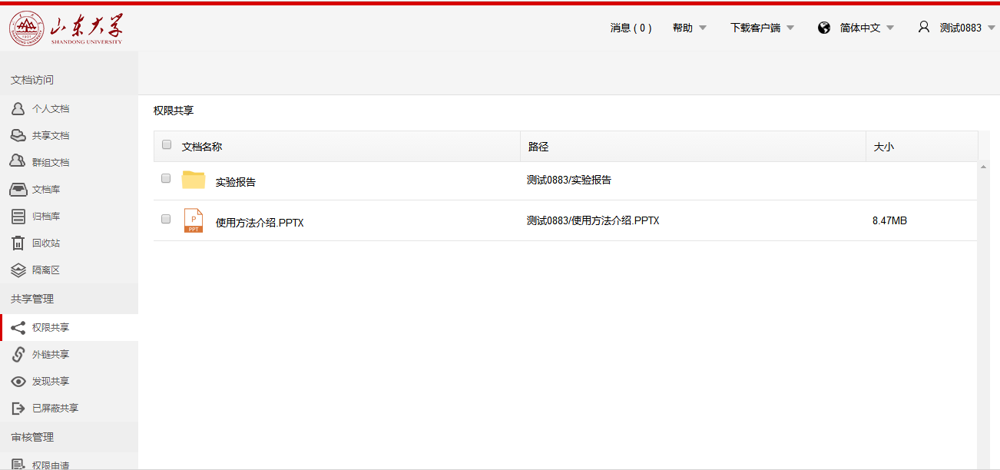 山东大学
SHANDONG UNIVERSITY
消息 ( 0 ) 帮助 下载客户端 简体中文 测试0883
文档访问
个人文档
共享文档
群组文档
文档库
归档库
回收站
隔离区
共享管理
权限共享
外链共享
发现共享
已屏蔽共享
审核管理
权限申请
权限共享
文档名称 路径 大小
实验报告 测试0883/实验报告
P
PPT
使用方法介绍.PPTX 测试0883/使用方法介绍.PPTX 8.47MB